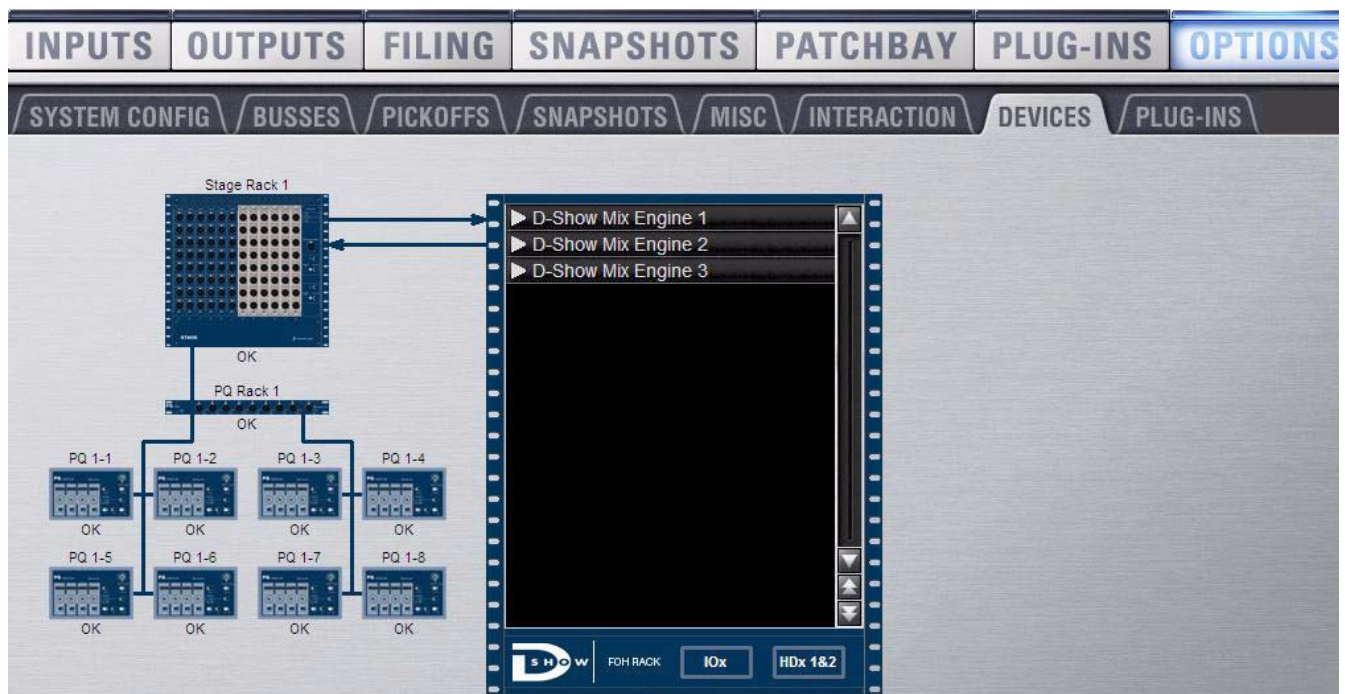 INPUTS OUTPUTS FILING SNAPSHOTS PATCHBAY PLUG-INS OPTIONS
SYSTEM CONFIG BUSSES PICKOFFS SNAPSHOTS MISC INTERACTION DEVICES PLUG-INS
Stage Rack 1
STAGE
OK
PQ Rack 1
OK
PQ 1-1 PQ 1-2 PQ 1-3 PQ 1-4
OK OK OK OK
PQ 1-5 PQ 1-6 PQ 1-7 PQ 1-8
OK OK OK OK
D-Show Mix Engine 1
D-Show Mix Engine 2
D-Show Mix Engine 3
D SHOW FOH RACK IOx HDx 1&2